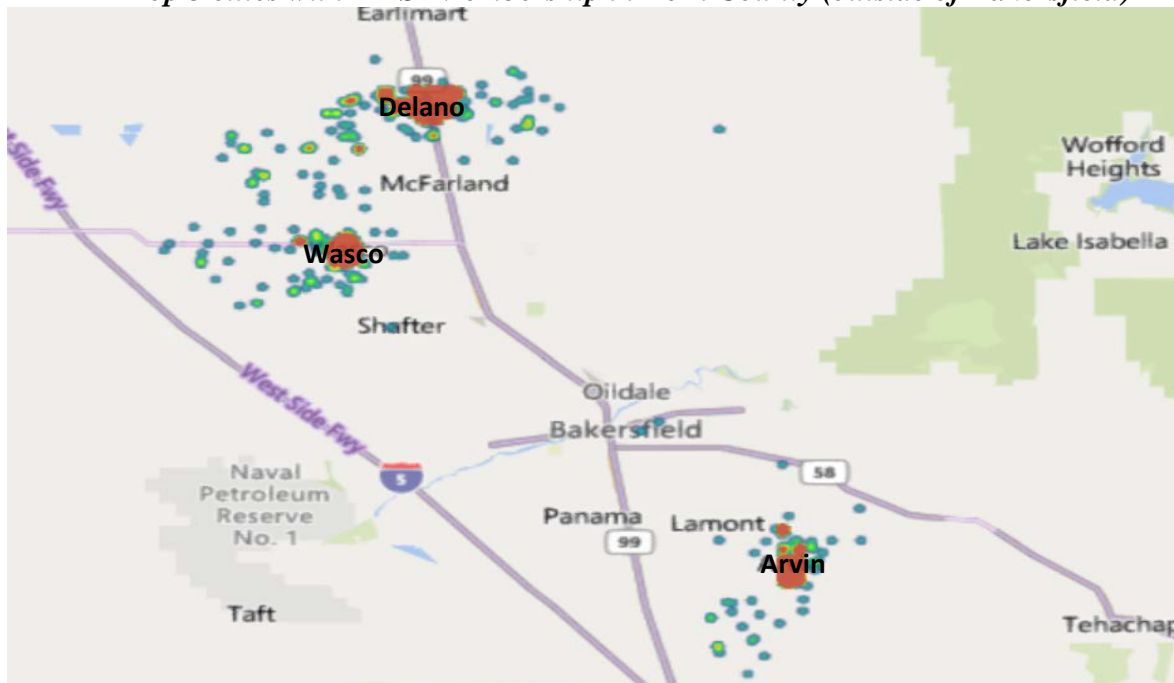 Earlimart
99
Delano
Wofford
Heights
McFarland
Lake Isabella
Wasco
Shafter
West Side Fwy
Oildale
Bakersfield
Naval
Petroleum
Reserve
No. 1
5
58
Panama
Lamont
99
Arvin
Taft
Tehachap